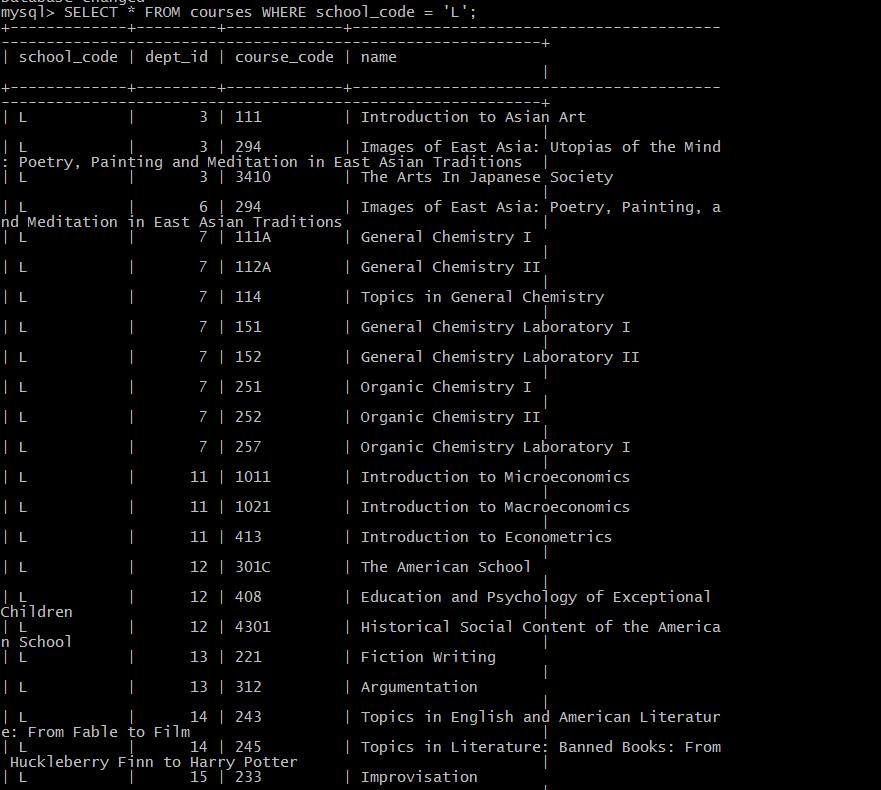 Database changed
mysql> SELECT * FROM courses WHERE school_code = 'L';
+-------------+---------+-------------+-----------------------------------------
------------------------------------------------------------+
| school_code | dept_id | course_code | name
|
+-------------+---------+-------------+-----------------------------------------
------------------------------------------------------------+
| L | 3 | 111 | Introduction to Asian Art
|
| L | 3 | 294 | Images of East Asia: Utopias of the Mind
: Poetry, Painting and Meditation in East Asian Traditions |
| L | 3 | 3410 | The Arts In Japanese Society
|
| L | 6 | 294 | Images of East Asia: Poetry, Painting, a
nd Meditation in East Asian Traditions |
| L | 7 | 111A | General Chemistry I
|
| L | 7 | 112A | General Chemistry II
|
| L | 7 | 114 | Topics in General Chemistry
|
| L | 7 | 151 | General Chemistry Laboratory I
|
| L | 7 | 152 | General Chemistry Laboratory II
|
| L | 7 | 251 | Organic Chemistry I
|
| L | 7 | 252 | Organic Chemistry II
|
| L | 7 | 257 | Organic Chemistry Laboratory I
|
| L | 11 | 1011 | Introduction to Microeconomics
|
| L | 11 | 1021 | Introduction to Macroeconomics
|
| L | 11 | 413 | Introduction to Econometrics
|
| L | 12 | 301C | The American School
|
| L | 12 | 408 | Education and Psychology of Exceptional
Children |
| L | 12 | 4301 | Historical Social Content of the America
n School |
| L | 13 | 221 | Fiction Writing
|
| L | 13 | 312 | Argumentation
|
| L | 14 | 243 | Topics in English and American Literatur
e: From Fable to Film |
| L | 14 | 245 | Topics in Literature: Banned Books: From
Huckleberry Finn to Harry Potter |
| L | 15 | 233 | Improvisation
|